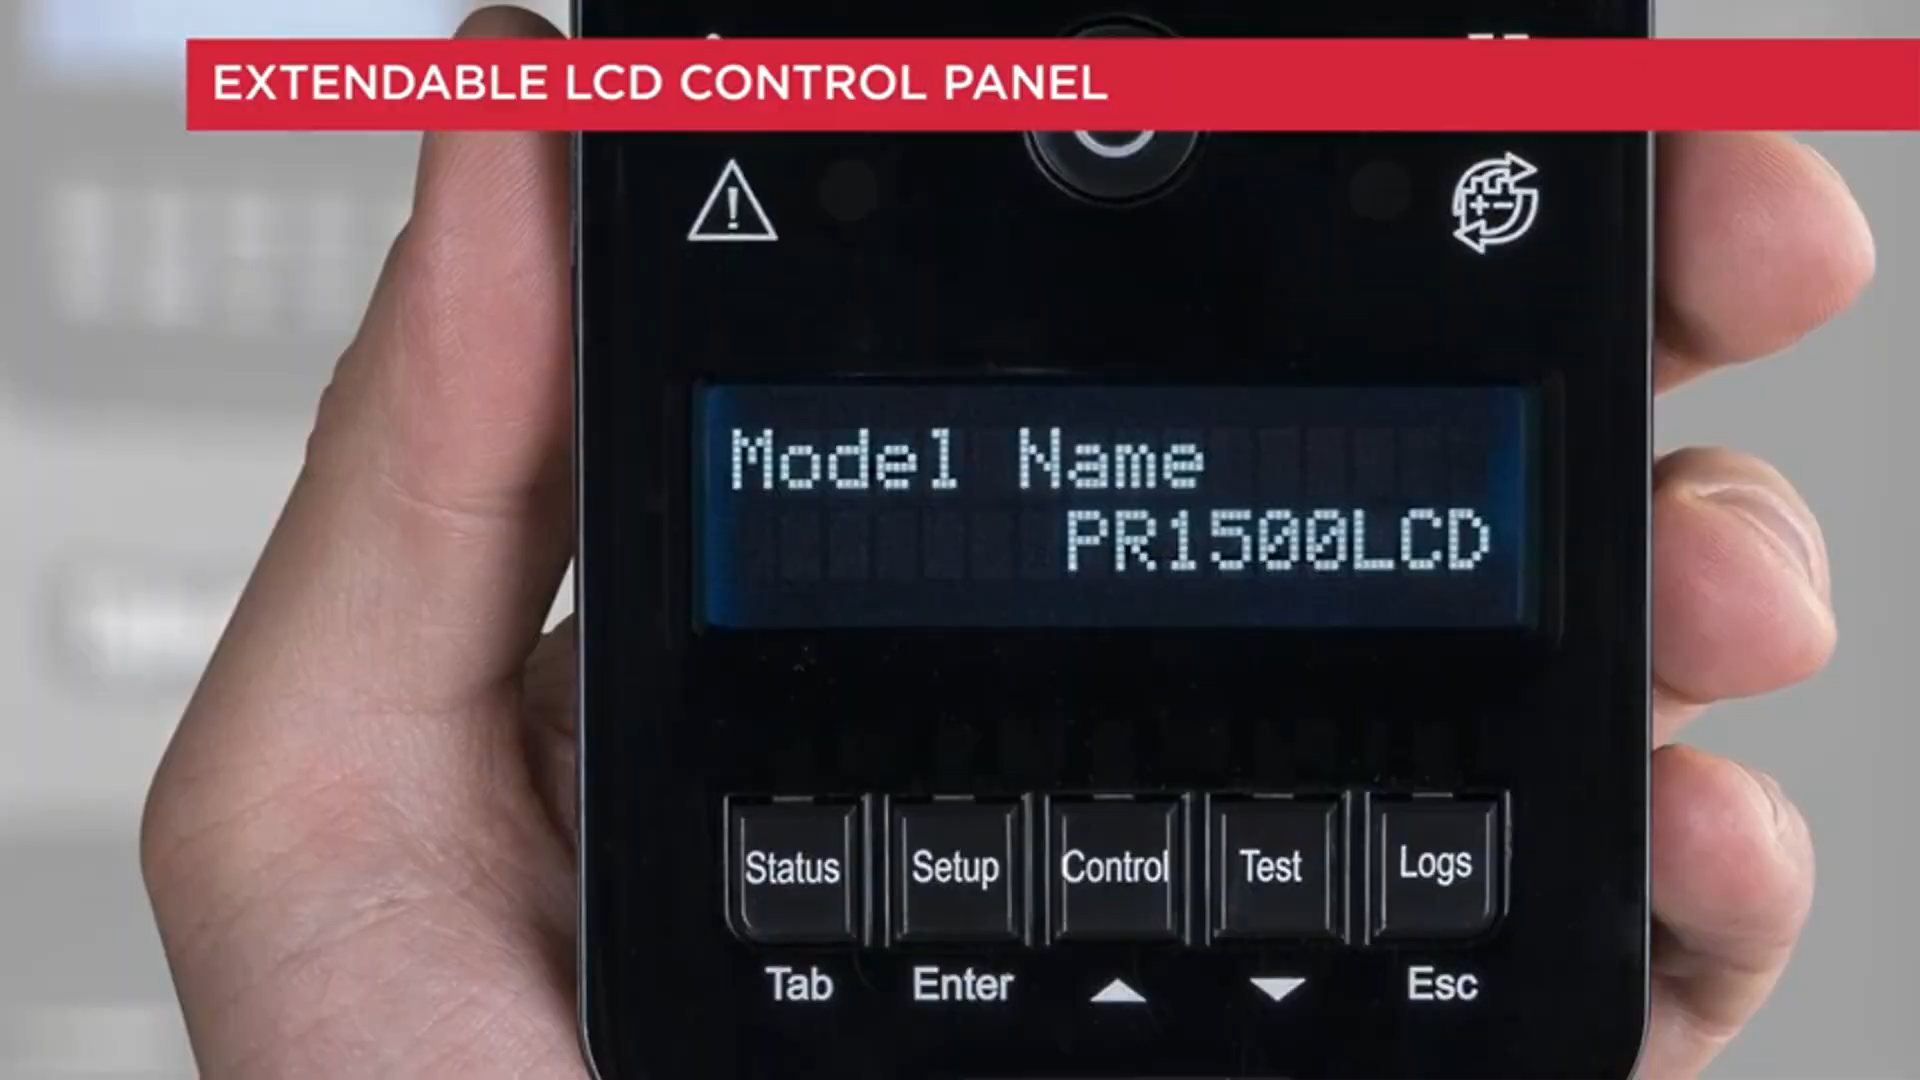 EXTENDABLE LCD CONTROL PANEL
Model Name
PR1500LCD
Status Setup Control Test Logs
Tab Enter Esc